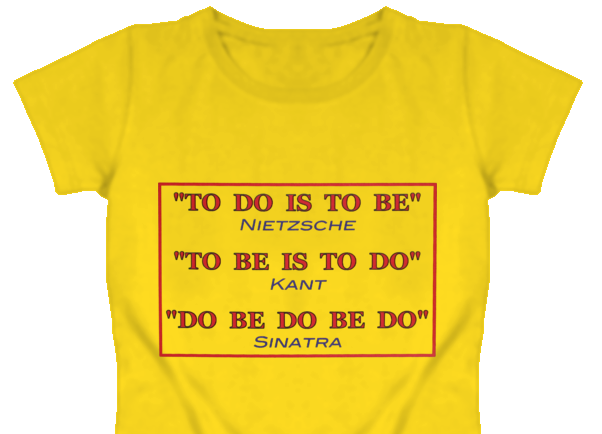 "TO DO IS TO BE"
NIETZSCHE
"TO BE IS TO DO"
KANT
"DO BE DO BE DO"
SINATRA